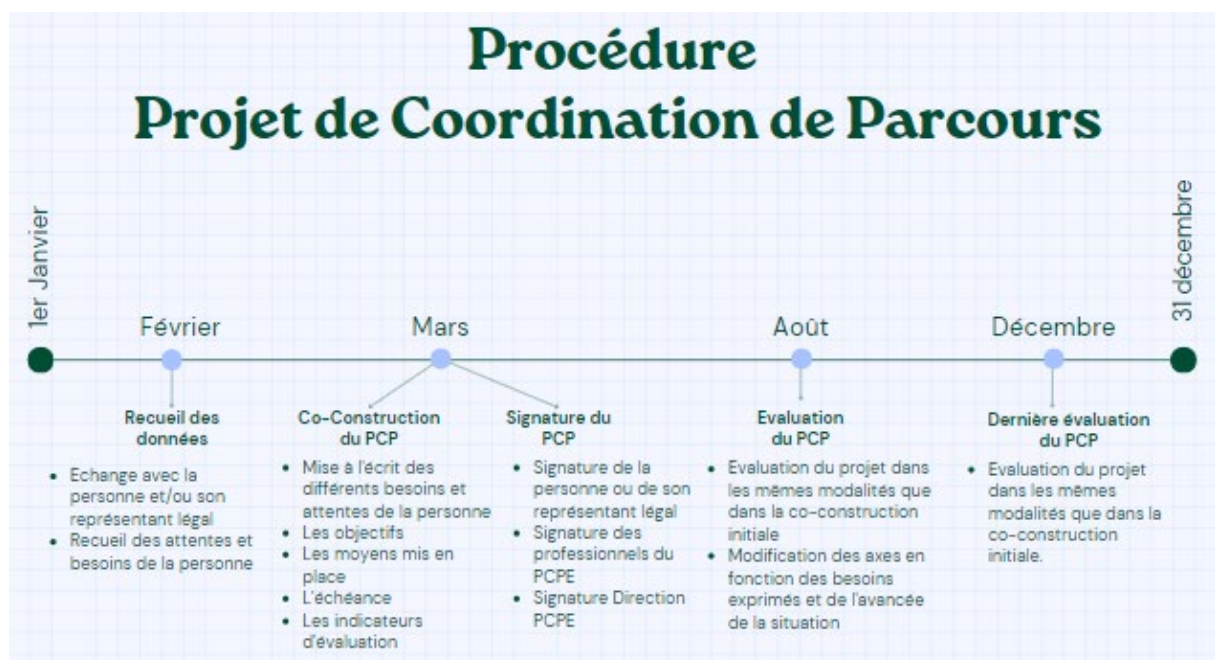 Procédure
Projet de Coordination de Parcours
1er Janvier
Février
Mars
Août
Décembre
31 décembre
Recueil des
données
Echange avec la
personne et/ou son
représentant légal
Recueil des attentes et
besoins de la personne
Co-Construction
du PCP
Mise à l'écrit des
différents besoins et
attentes de la personne
Les objectifs
Les moyens mis en
place
L'échéance
Les indicateurs
d'évaluation
Signature du
PCP
Signature de la
personne ou de son
représentant légal
Signature des
professionnels du
PCPE
Signature Direction
PCPE
Evaluation
du PCP
Evaluation du projet dans
les mêmes modalités que
dans la co-construction
initiale
Modification des axes en
fonction des besoins
exprimés et de l'avancée
de la situation
Dernière évaluation
du PCP
Evaluation du projet
dans les mêmes
modalités que dans la
co-construction
initiale.